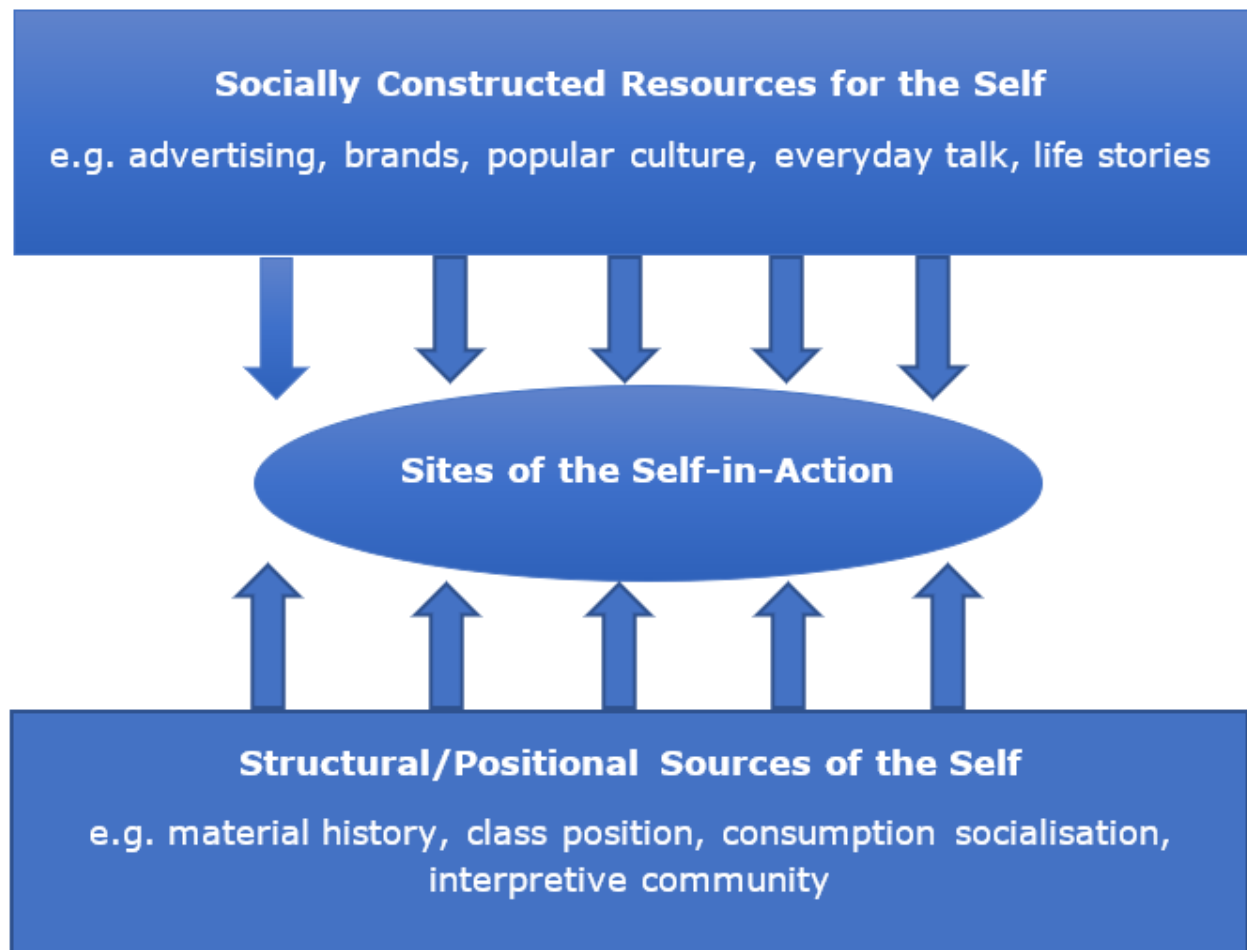 Socially Constructed Resources for the Self
e.g. advertising, brands, popular culture, everyday talk, life stories
Sites of the Self-in-Action
Structural/Positional Sources of the Self
e.g. material history, class position, consumption socialisation,
interpretive community